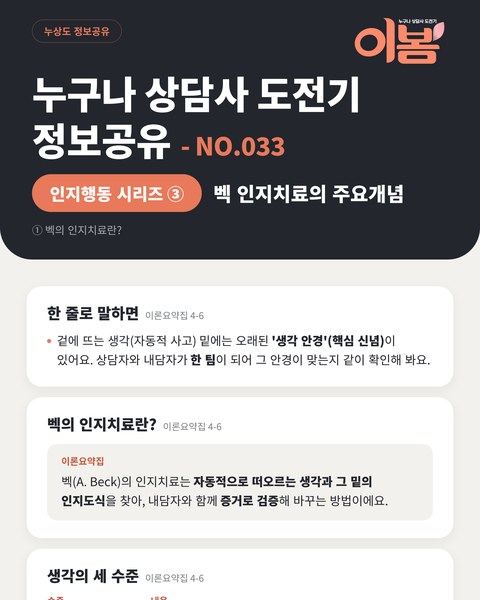 누상도 정보공유
누구나 상담사 도전기
이봄
누구나 상담사 도전기
정보공유 - NO.033
인지행동 시리즈 ③ 벡 인지치료의 주요개념
① 벡의 인지치료란?
한 줄로 말하면 이론요약집 4-6
• 겉에 뜨는 생각(자동적 사고) 밑에는 오래된 '생각 안경'(핵심 신념)이
있어요. 상담자와 내담자가 한 팀이 되어 그 안경이 맞는지 같이 확인해 봐요.
벡의 인지치료란? 이론요약집 4-6
이론요약집
벡(A. Beck)의 인지치료는 자동적으로 떠오르는 생각과 그 밑의
인지도식을 찾아, 내담자와 함께 증거로 검증해 바꾸는 방법이에요.
생각의 세 수준 이론요약집 4-6